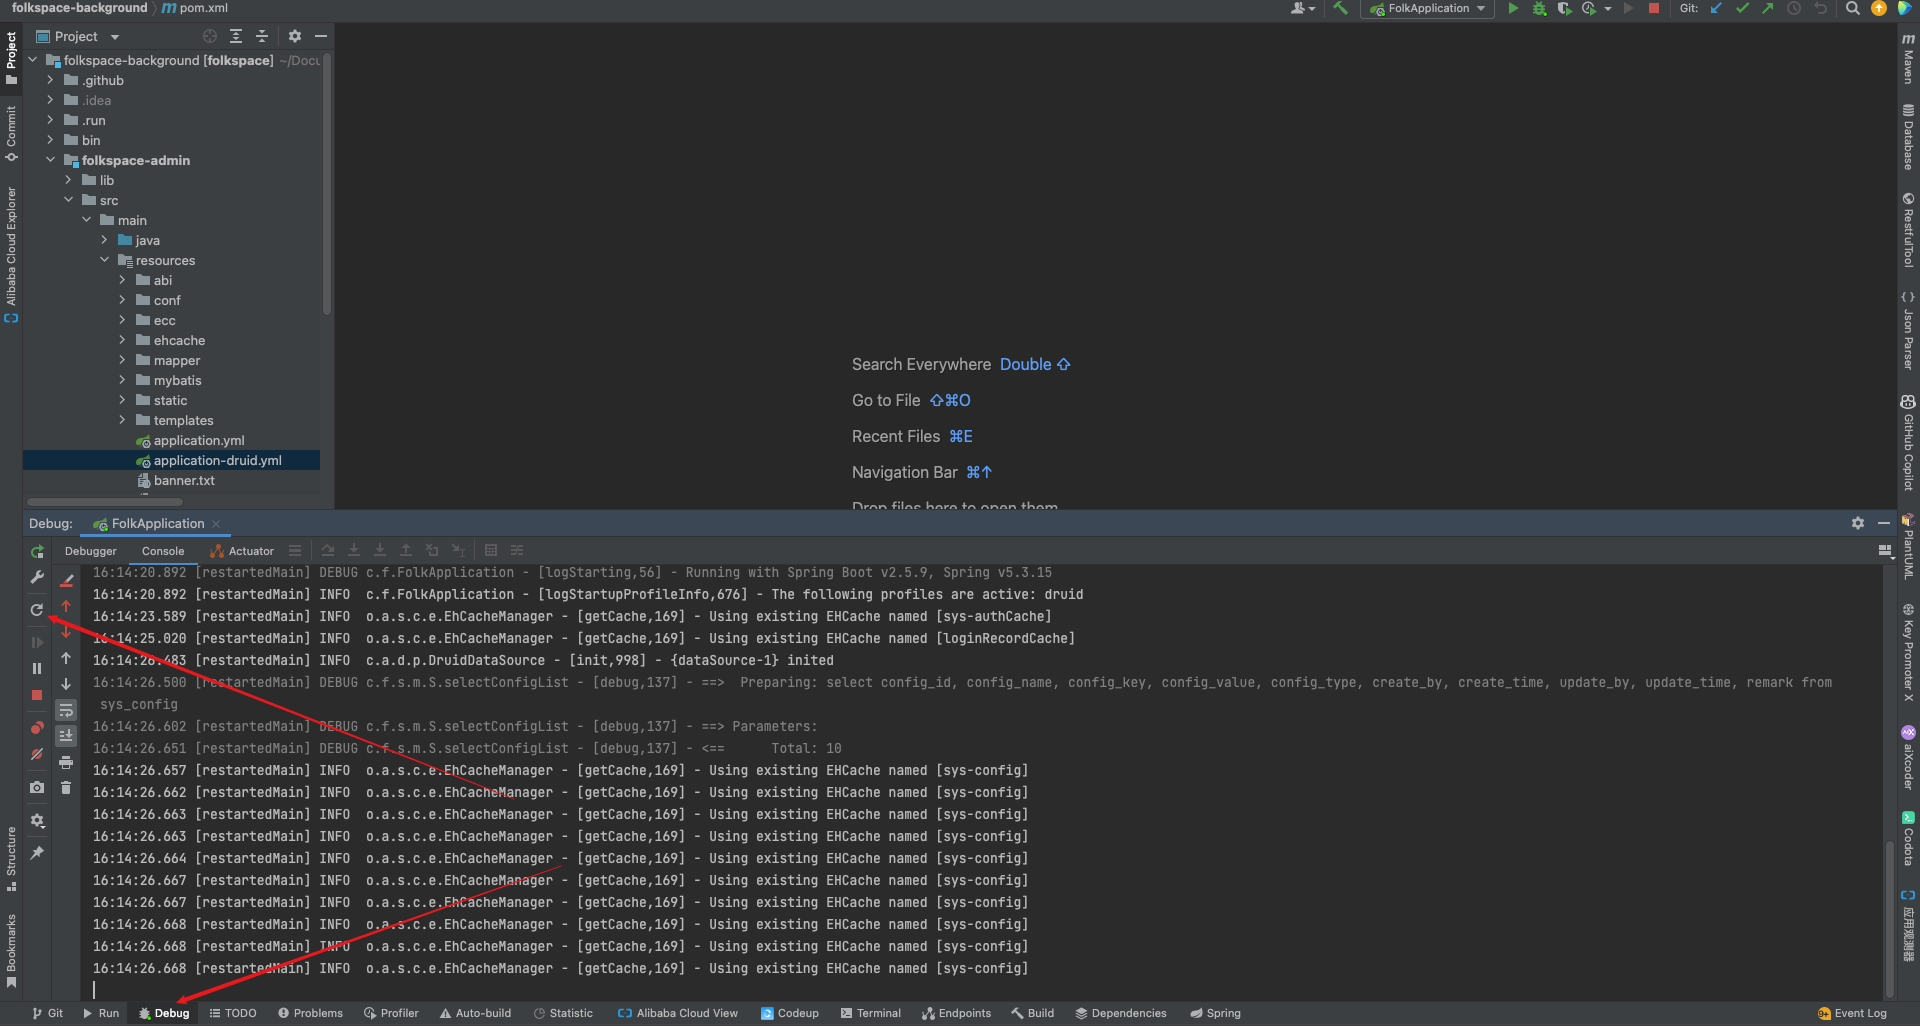 folkspace-background
pom.xml
FolkApplication
Git:
Project
folkspace-background [folkspace] ~/Docu
.github
.idea
.run
bin
folkspace-admin
lib
src
main
java
resources
abi
conf
ecc
ehcache
mapper
mybatis
static
templates
application.yml
application-druid.yml
banner.txt
Project
Commit
Alibaba Cloud Explorer
Structure
Bookmarks
Search Everywhere Double ⇧
Go to File ⇧⌘O
Recent Files ⌘E
Navigation Bar ⌘↑
Drop files here to open them
Maven
Database
RestfulTool
Json Parser
GitHub Copilot
PlantUML
Key Promoter X
aiXcoder
Codota
应用观测器
Debug: FolkApplication
Debugger Console Actuator
16:14:20.892 [restartedMain] DEBUG c.f.FolkApplication - [logStarting,56] - Running with Spring Boot v2.5.9, Spring v5.3.15
16:14:20.892 [restartedMain] INFO  c.f.FolkApplication - [logStartupProfileInfo,676] - The following profiles are active: druid
16:14:23.589 [restartedMain] INFO  o.a.s.c.e.EhCacheManager - [getCache,169] - Using existing EHCache named [sys-authCache]
16:14:25.020 [restartedMain] INFO  o.a.s.c.e.EhCacheManager - [getCache,169] - Using existing EHCache named [loginRecordCache]
16:14:26.483 [restartedMain] INFO  c.a.d.p.DruidDataSource - [init,998] - {dataSource-1} inited
16:14:26.500 [restartedMain] DEBUG c.f.s.m.S.selectConfigList - [debug,137] - ==>  Preparing: select config_id, config_name, config_key, config_value, config_type, create_by, create_time, update_by, update_time, remark from
sys_config
16:14:26.602 [restartedMain] DEBUG c.f.s.m.S.selectConfigList - [debug,137] - ==> Parameters:
16:14:26.651 [restartedMain] DEBUG c.f.s.m.S.selectConfigList - [debug,137] - <==      Total: 10
16:14:26.657 [restartedMain] INFO  o.a.s.c.e.EhCacheManager - [getCache,169] - Using existing EHCache named [sys-config]
16:14:26.662 [restartedMain] INFO  o.a.s.c.e.EhCacheManager - [getCache,169] - Using existing EHCache named [sys-config]
16:14:26.663 [restartedMain] INFO  o.a.s.c.e.EhCacheManager - [getCache,169] - Using existing EHCache named [sys-config]
16:14:26.663 [restartedMain] INFO  o.a.s.c.e.EhCacheManager - [getCache,169] - Using existing EHCache named [sys-config]
16:14:26.664 [restartedMain] INFO  o.a.s.c.e.EhCacheManager - [getCache,169] - Using existing EHCache named [sys-config]
16:14:26.667 [restartedMain] INFO  o.a.s.c.e.EhCacheManager - [getCache,169] - Using existing EHCache named [sys-config]
16:14:26.667 [restartedMain] INFO  o.a.s.c.e.EhCacheManager - [getCache,169] - Using existing EHCache named [sys-config]
16:14:26.668 [restartedMain] INFO  o.a.s.c.e.EhCacheManager - [getCache,169] - Using existing EHCache named [sys-config]
16:14:26.668 [restartedMain] INFO  o.a.s.c.e.EhCacheManager - [getCache,169] - Using existing EHCache named [sys-config]
16:14:26.668 [restartedMain] INFO  o.a.s.c.e.EhCacheManager - [getCache,169] - Using existing EHCache named [sys-config]
Git Run Debug TODO Problems Profiler Auto-build Statistic Alibaba Cloud View Codeup Terminal Endpoints Build Dependencies Spring 9+ Event Log